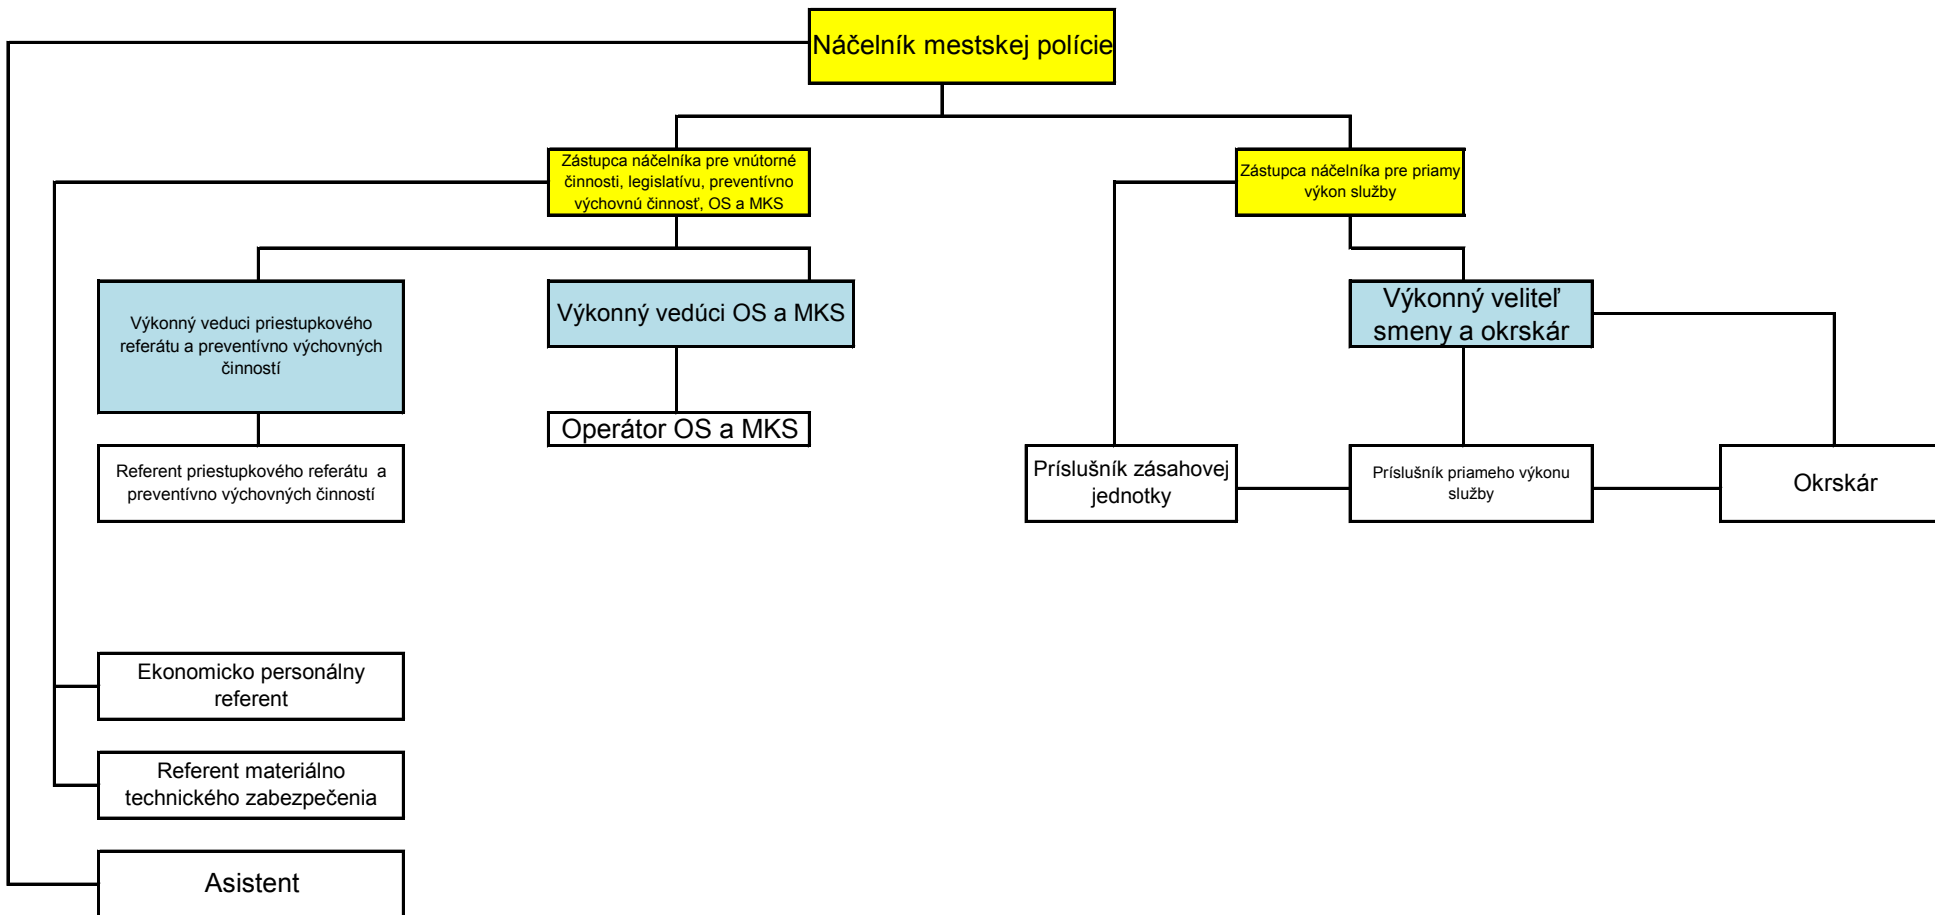 Náčelník mestskej polície
Zástupca náčelníka pre vnútorné
činnosti, legislatívu, preventívno
výchovnú činnosť, OS a MKS
Zástupca náčelníka pre priamy
výkon služby
Výkonný veduci priestupkového
referátu a preventívno výchovných
činností
Výkonný vedúci OS a MKS
Výkonný veliteľ
smeny a okrskár
Operátor OS a MKS
Referent priestupkového referátu a
preventívno výchovných činností
Príslušník zásahovej
jednotky
Príslušník priameho výkonu
služby
Okrskár
Ekonomicko personálny
referent
Referent materiálno
technického zabezpečenia
Asistent